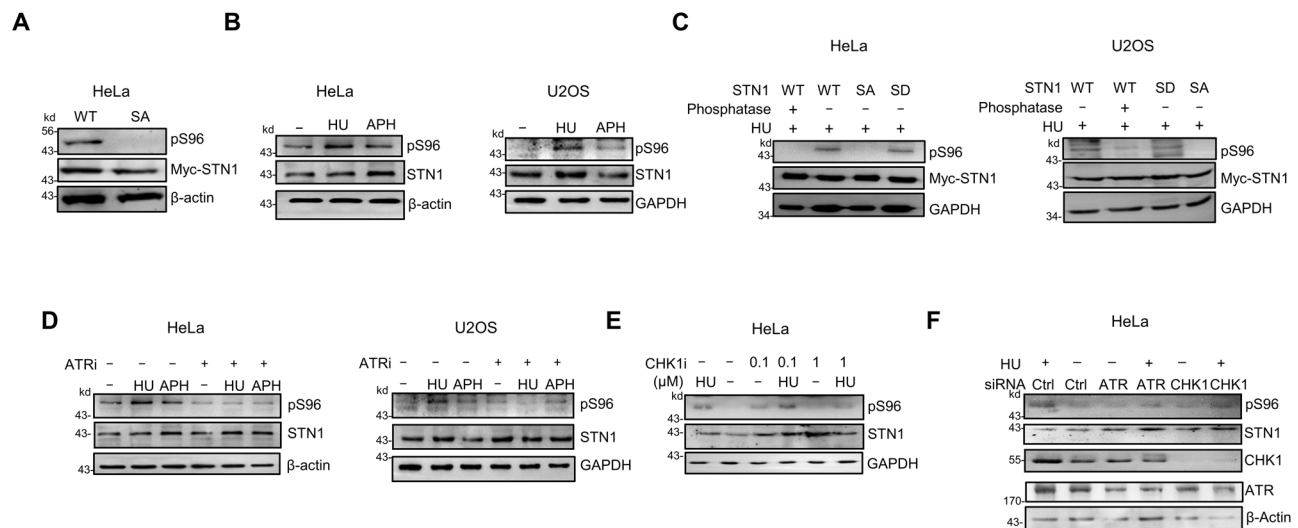 A
HeLa
kd WT SA
56-
43-
pS96
43-
Myc-STN1
43-
β-actin
B
HeLa
kd – HU APH
43-
pS96
43-
STN1
43-
β-actin
U2OS
kd – HU APH
43-
pS96
43-
STN1
GAPDH
C
HeLa
STN1 WT WT SA SD
Phosphatase + – – –
HU + + + +
kd
43-
pS96
43-
Myc-STN1
34-
GAPDH
U2OS
STN1 WT WT SD SA
Phosphatase – + – –
HU + + + +
kd
43-
pS96
43-
Myc-STN1
34-
GAPDH
D
HeLa
ATRi – – – + + +
– HU APH – HU APH
kd
43-
pS96
43-
STN1
43-
β-actin
U2OS
ATRi – – – + + +
– HU APH – HU APH
kd
43-
pS96
43-
STN1
GAPDH
E
HeLa
CHK1i – – 0.1 0.1 1 1
(μM) HU – – HU – HU
kd
43-
pS96
43-
STN1
GAPDH
F
HeLa
HU + – – + – +
siRNA Ctrl Ctrl ATR ATR CHK1 CHK1
kd
43-
pS96
43
STN1
55-
CHK1
170-
ATR
43-
β-Actin